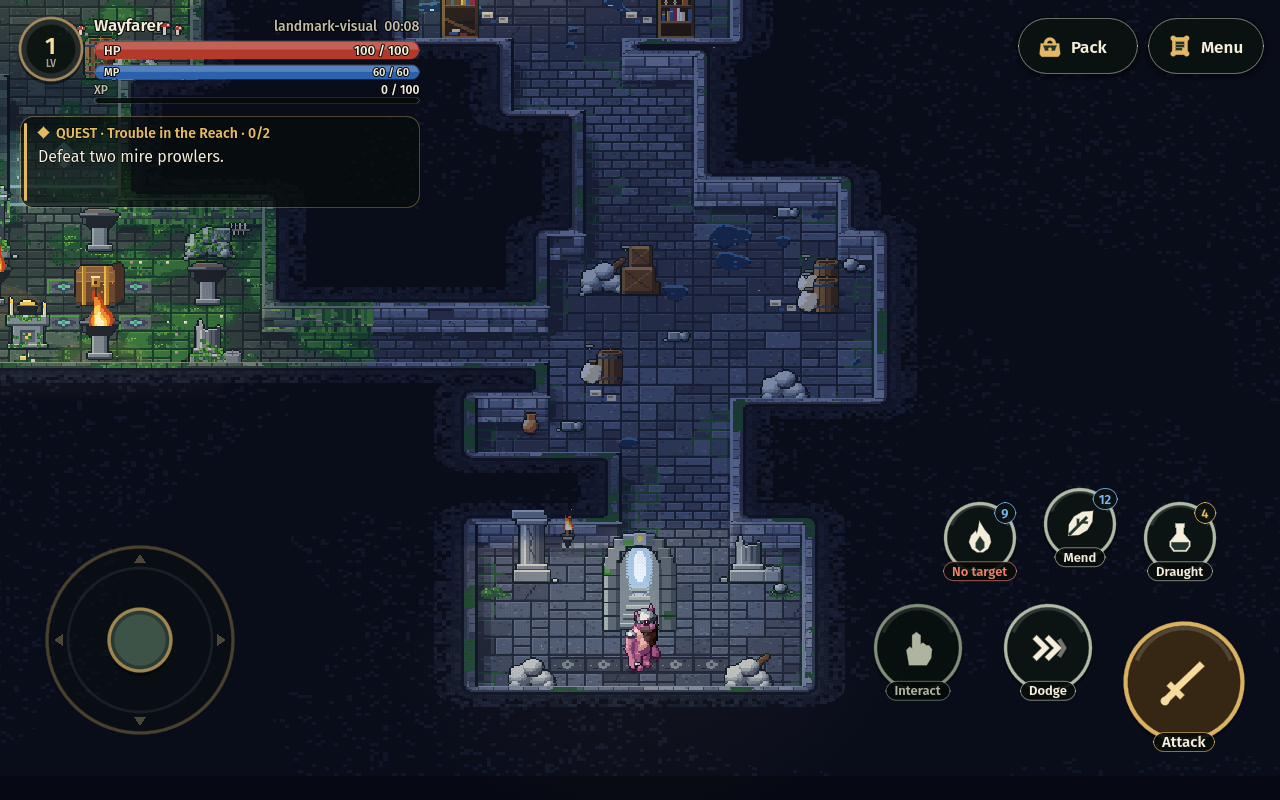 1
LV
Wayfarer
landmark-visual 00:08
HP 100 / 100
MP 60 / 60
XP 0 / 100
QUEST · Trouble in the Reach · 0/2
Defeat two mire prowlers.
Pack
Menu
9
No target
12
Mend
4
Draught
Interact
Dodge
Attack